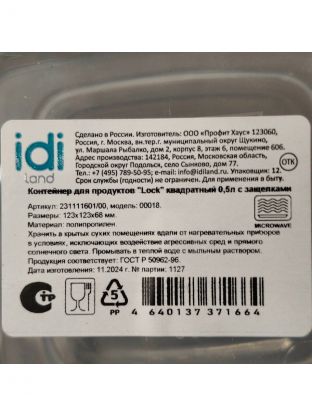 idi
land
Сделано в России. Изготовитель: ООО «Профит Хаус» 123060,
Россия, г. Москва, вн.тер.г. муниципальный округ Щукино,
ул. Маршала Рыбалко, дом 2, корпус 8, этаж 6, помещение 606.
Адрес производства: 142184, Россия, Московская область,
Городской округ Подольск, село Сынково, дом 77.
Тел.: +7 (495) 789-50-95; e-mail: info@idiland.ru Упаковщик: 12.
Срок службы (годности) не ограничен. Для применения в быту.
ОТК
Контейнер для продуктов "Lock" квадратный 0,5л с защелками
Артикул: 231111601/00, модель: 00018.
Размер: 123х123х68 мм.
Материал: полипропилен
MICROWAVE
Хранить в крытых сухих помещениях вдали от нагревательных приборов
в условиях, исключающих воздействие агрессивных сред и прямого
солнечного света. Промывать в теплой воде с мыльным раствором.
Продукция соответствует: ГОСТ Р 50962-96.
Дата изготовления: 11.2024 г. № партии: 1127
5
PP
4 640137 371664